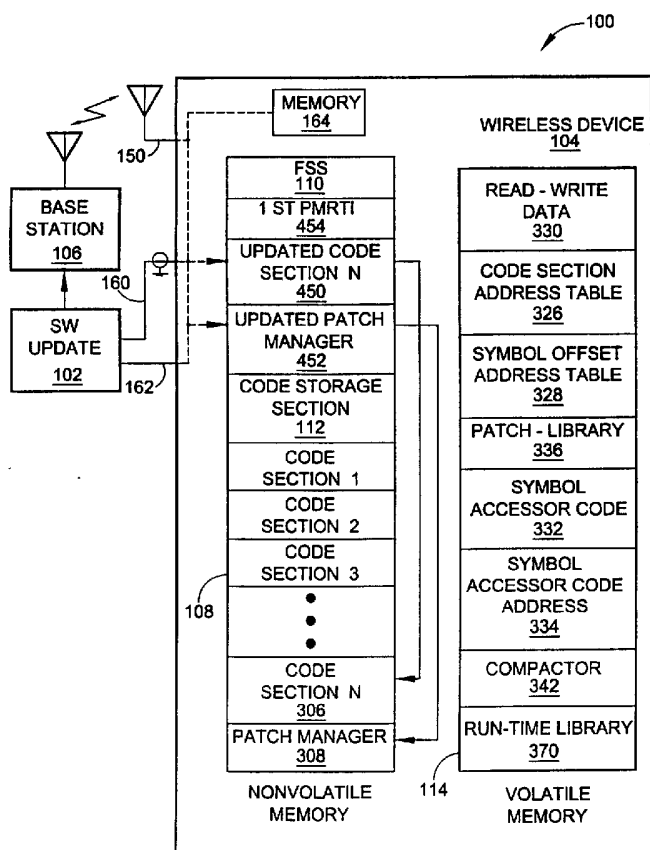 100
MEMORY
164
WIRELESS DEVICE
104
150
BASE
STATION
106
160
SW
UPDATE
102
162
FSS
110
1 ST PMRTI
454
UPDATED CODE
SECTION N
450
UPDATED PATCH
MANAGER
452
CODE STORAGE
SECTION
112
CODE
SECTION 1
CODE
SECTION 2
CODE
SECTION 3
108
CODE
SECTION N
306
PATCH MANAGER
308
NONVOLATILE
MEMORY
READ - WRITE
DATA
330
CODE SECTION
ADDRESS TABLE
326
SYMBOL OFFSET
ADDRESS TABLE
328
PATCH - LIBRARY
336
SYMBOL
ACCESSOR CODE
332
SYMBOL
ACCESSOR CODE
ADDRESS
334
COMPACTOR
342
RUN-TIME LIBRARY
370
114
VOLATILE
MEMORY